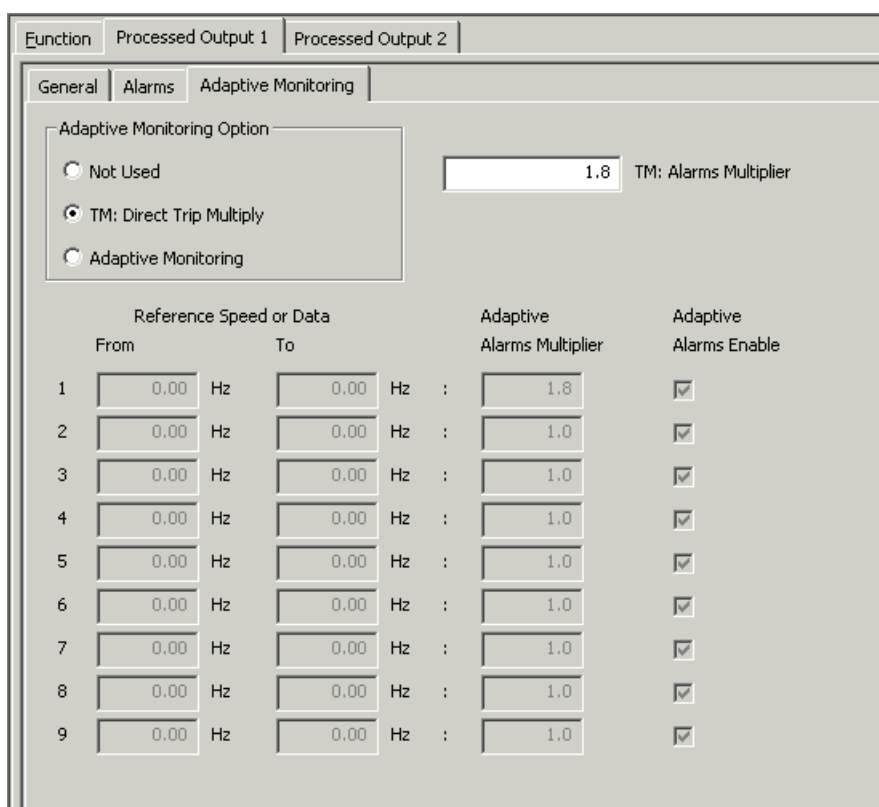 Function Processed Output 1 Processed Output 2
General Alarms Adaptive Monitoring
Adaptive Monitoring Option
Not Used
1.8 TM: Alarms Multiplier
TM: Direct Trip Multiply
Adaptive Monitoring
Reference Speed or Data Adaptive Adaptive
From To Alarms Multiplier Alarms Enable
1 0.00 Hz 0.00 Hz : 1.8
2 0.00 Hz 0.00 Hz : 1.0
3 0.00 Hz 0.00 Hz : 1.0
4 0.00 Hz 0.00 Hz : 1.0
5 0.00 Hz 0.00 Hz : 1.0
6 0.00 Hz 0.00 Hz : 1.0
7 0.00 Hz 0.00 Hz : 1.0
8 0.00 Hz 0.00 Hz : 1.0
9 0.00 Hz 0.00 Hz : 1.0